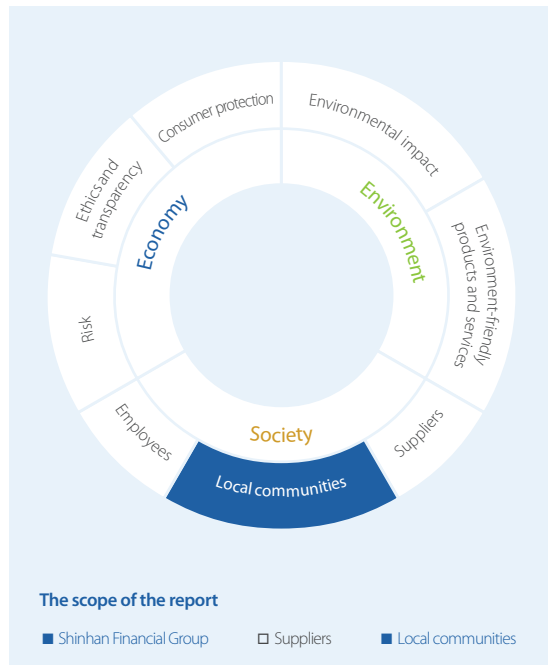 Consumer protection
Environmental impact
Ethics and
transparency
Economy
Environment
Environment-friendly
products and services
Risk
Employees
Society
Suppliers
Local communities
The scope of the report
Shinhan Financial Group
Suppliers
Local communities